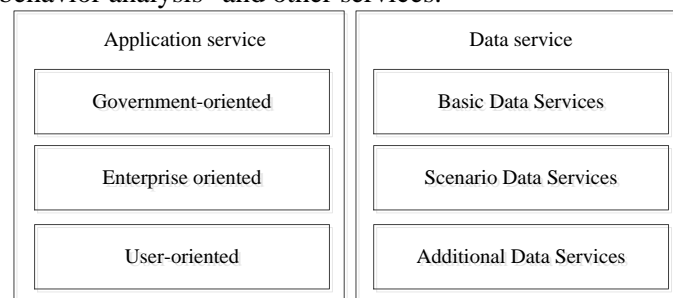 behavior analysis" and other services.
Application service
Government-oriented
Enterprise oriented
User-oriented
Data service
Basic Data Services
Scenario Data Services
Additional Data Services